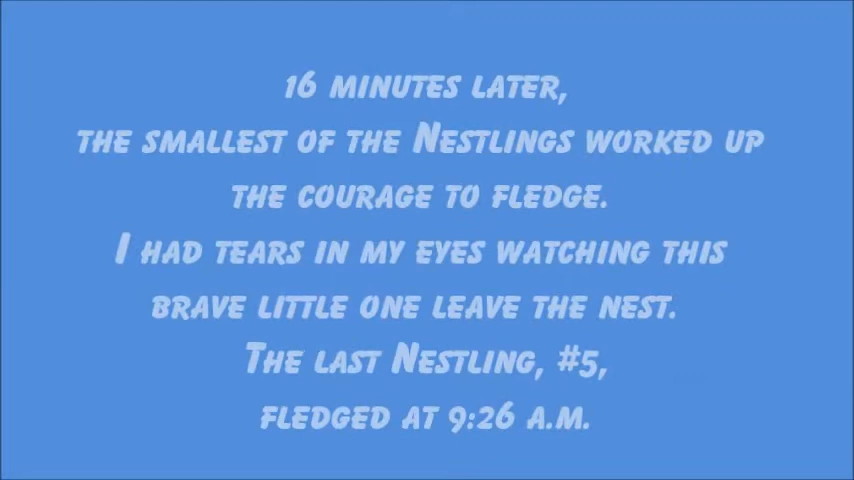 16 minutes later,
the smallest of the Nestlings worked up
the courage to fledge.
I had tears in my eyes watching this
brave little one leave the nest.
The last Nestling, #5,
fledged at 9:26 a.m.